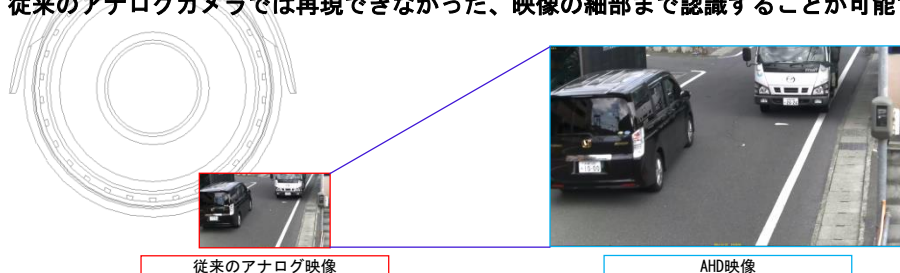 従来のアナログカメラでは再現できなかった、映像の細部まで認識することが可能
従来のアナログ映像
AHD映像